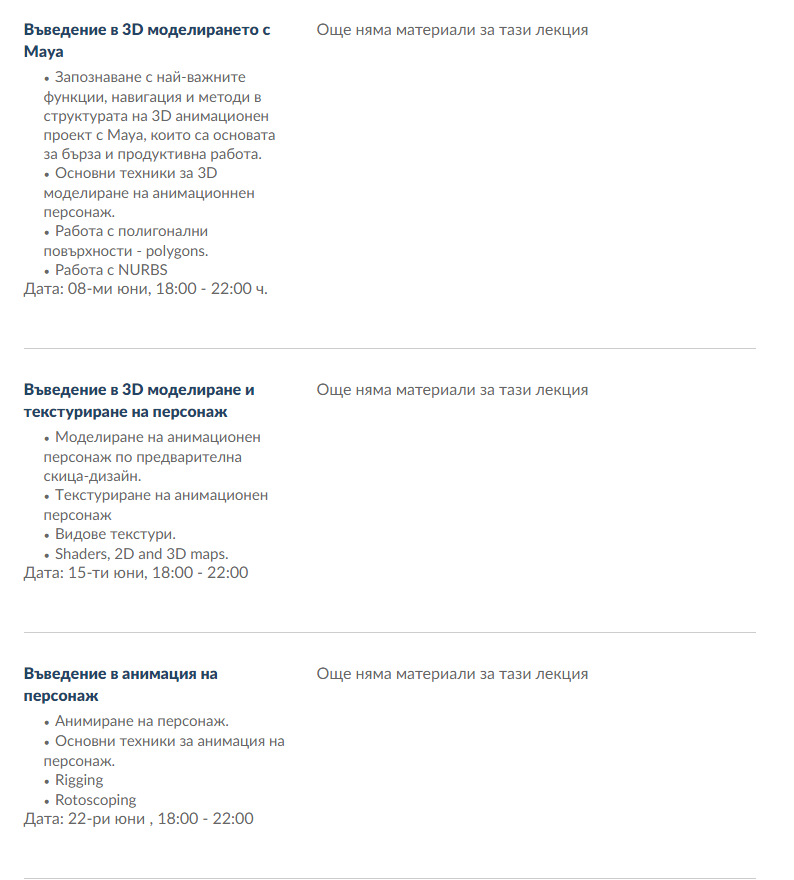 Въведение в 3D моделирането с
Maya
• Запознаване с най-важните
функции, навигация и методи в
структурата на 3D анимационен
проект с Maya, които са основата
за бърза и продуктивна работа.
• Основни техники за 3D
моделиране на анимационнен
персонаж.
• Работа с полигонални
повърхности - polygons.
• Работа с NURBS
Дата: 08-ми юни, 18:00 - 22:00 ч.
Още няма материали за тази лекция
Въведение в 3D моделиране и
текстуриране на персонаж
• Моделиране на анимационен
персонаж по предварителна
скица-дизайн.
• Текстуриране на анимационен
персонаж
• Видове текстури.
• Shaders, 2D and 3D maps.
Дата: 15-ти юни, 18:00 - 22:00
Още няма материали за тази лекция
Въведение в анимация на
персонаж
• Анимиране на персонаж.
• Основни техники за анимация на
персонаж.
• Rigging
• Rotoscoping
Дата: 22-ри юни , 18:00 - 22:00
Още няма материали за тази лекция